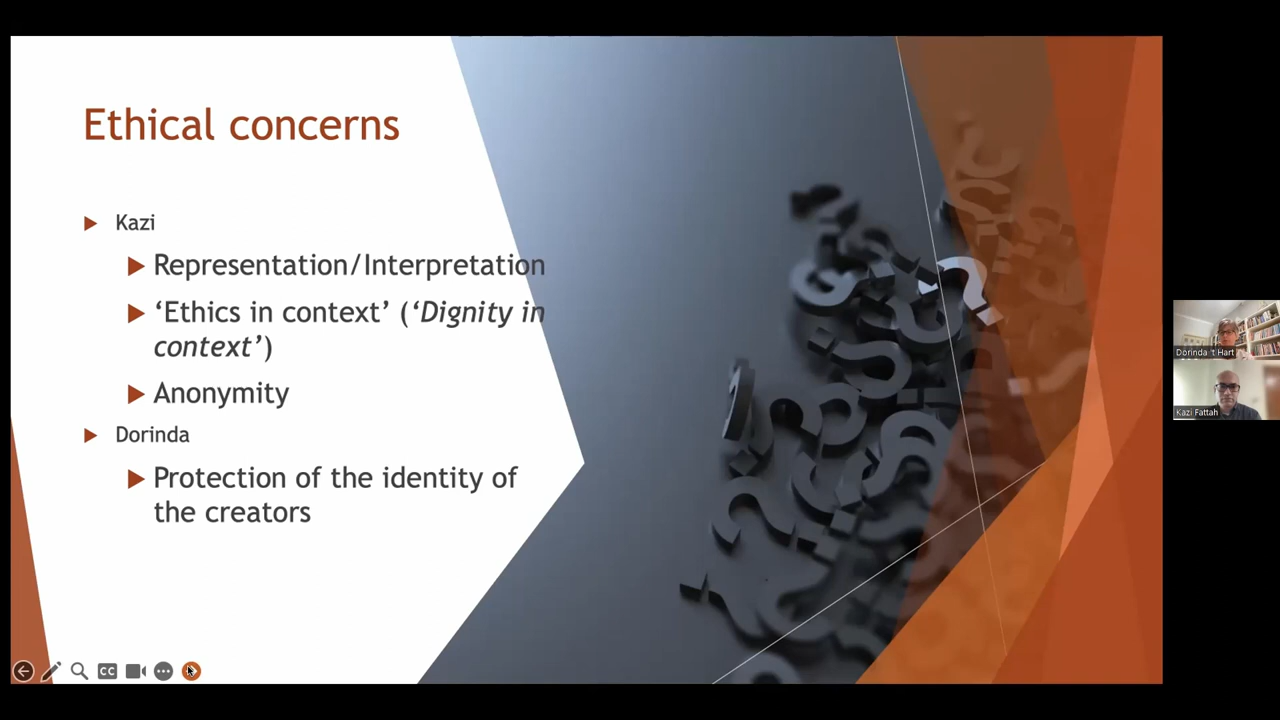 Ethical concerns
Kazi
Representation/Interpretation
‘Ethics in context’ (‘Dignity in
context’)
Anonymity
Dorinda
Protection of the identity of
the creators
CC
Dorinda 't Hart
Kazi Fattah